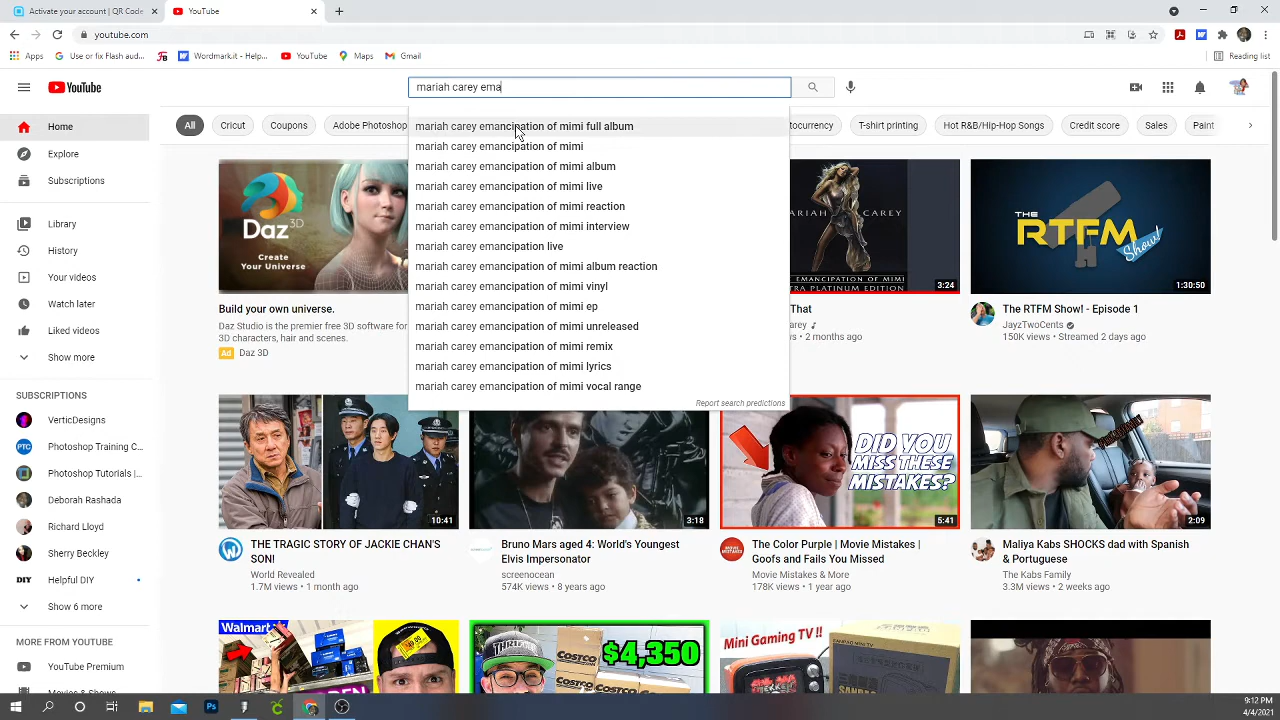 Activate your account | QR Code
YouTube
youtube.com
Apps
Use or fix Flash aud...
Wordmark.it - Help...
YouTube
Maps
Gmail
Reading list
YouTube
mariah carey ema
Home
Explore
Subscriptions
Library
History
Your videos
Watch later
Liked videos
Show more
SUBSCRIPTIONS
VerticDesigns
Photoshop Training C...
Photoshop Tutorials |...
Deborah Rashada
Richard Lloyd
Sherry Beckley
DIY Helpful DIY
Show 6 more
MORE FROM YOUTUBE
YouTube Premium
All
Cricut
Coupons
Adobe Photoshop
T-shirt printing
Hot R&B/Hip-Hop Songs
Credit score
Sales
Paint
mariah carey emancipation of mimi full album
mariah carey emancipation of mimi
mariah carey emancipation of mimi album
mariah carey emancipation of mimi live
mariah carey emancipation of mimi reaction
mariah carey emancipation of mimi interview
mariah carey emancipation live
mariah carey emancipation of mimi album reaction
mariah carey emancipation of mimi vinyl
mariah carey emancipation of mimi ep
mariah carey emancipation of mimi unreleased
mariah carey emancipation of mimi remix
mariah carey emancipation of mimi lyrics
mariah carey emancipation of mimi vocal range
Report search predictions
Daz 3D
Create
Your Universe
Build your own universe.
Daz Studio is the premier free 3D software for
3D characters, hair and scenes.
Ad Daz 3D
ARIAH CAREY
EMANCIPATION OF MIMI
PLATINUM EDITION
3:24
That
• 2 months ago
THE
RTFM
Show!
1:30:50
The RTFM Show! - Episode 1
JayzTwoCents
150K views • Streamed 2 days ago
10:41
THE TRAGIC STORY OF JACKIE CHAN'S
SON!
World Revealed
1.7M views • 1 month ago
3:18
Bruno Mars aged 4: World's Youngest
Elvis Impersonator
screenocean
574K views • 8 years ago
DID YOU
MISS THESE
MISTAKES?
5:41
The Color Purple | Movie Mistakes |
Goofs and Fails You Missed
Movie Mistakes & More
178K views • 1 year ago
2:09
Maliya Kabs SHOCKS dad with Spanish
& Portuguese
The Kabs Family
3.3M views • 2 weeks ago
Walmart
COSTCO
$4,350
Mini Gaming TV !!
9:12 PM
4/4/2021